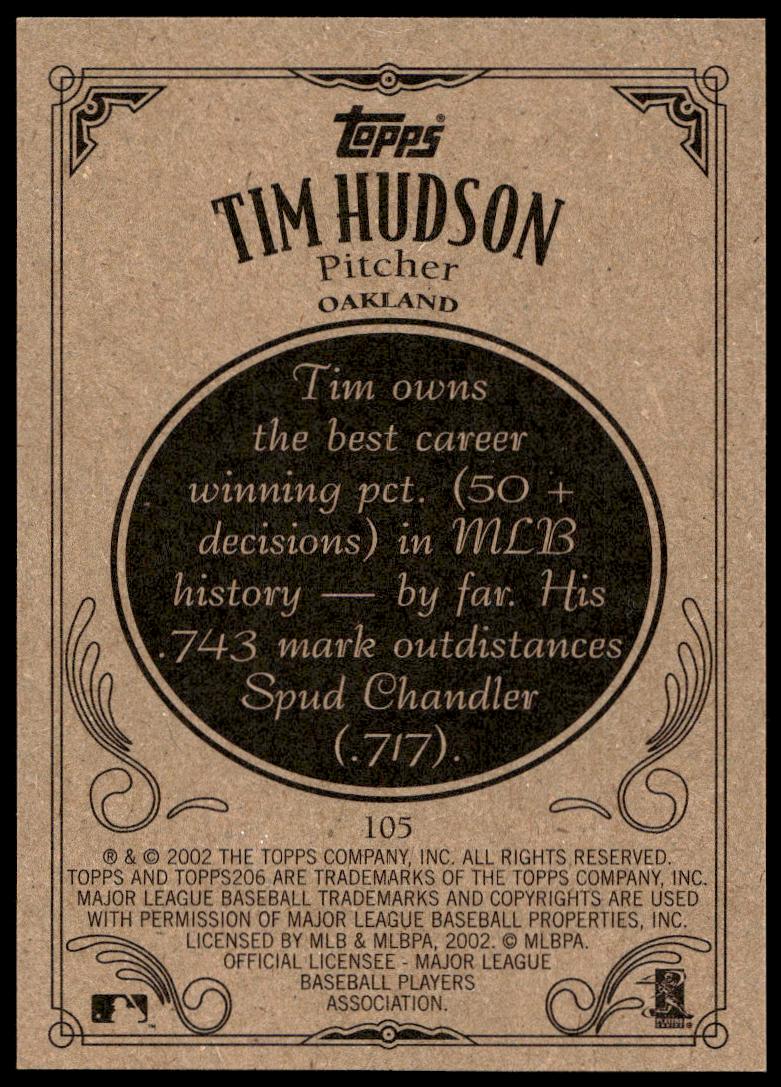 Topps®
TIM HUDSON
Pitcher
OAKLAND
Tim owns
the best career
winning pct. (50 +
decisions) in MLB
history — by far. His
.743 mark outdistances
Spud Chandler
(.717).
105
® & © 2002 THE TOPPS COMPANY, INC. ALL RIGHTS RESERVED.
TOPPS AND TOPPS206 ARE TRADEMARKS OF THE TOPPS COMPANY, INC.
MAJOR LEAGUE BASEBALL TRADEMARKS AND COPYRIGHTS ARE USED
WITH PERMISSION OF MAJOR LEAGUE BASEBALL PROPERTIES, INC.
LICENSED BY MLB & MLBPA, 2002. © MLBPA.
OFFICIAL LICENSEE - MAJOR LEAGUE
BASEBALL PLAYERS
ASSOCIATION.